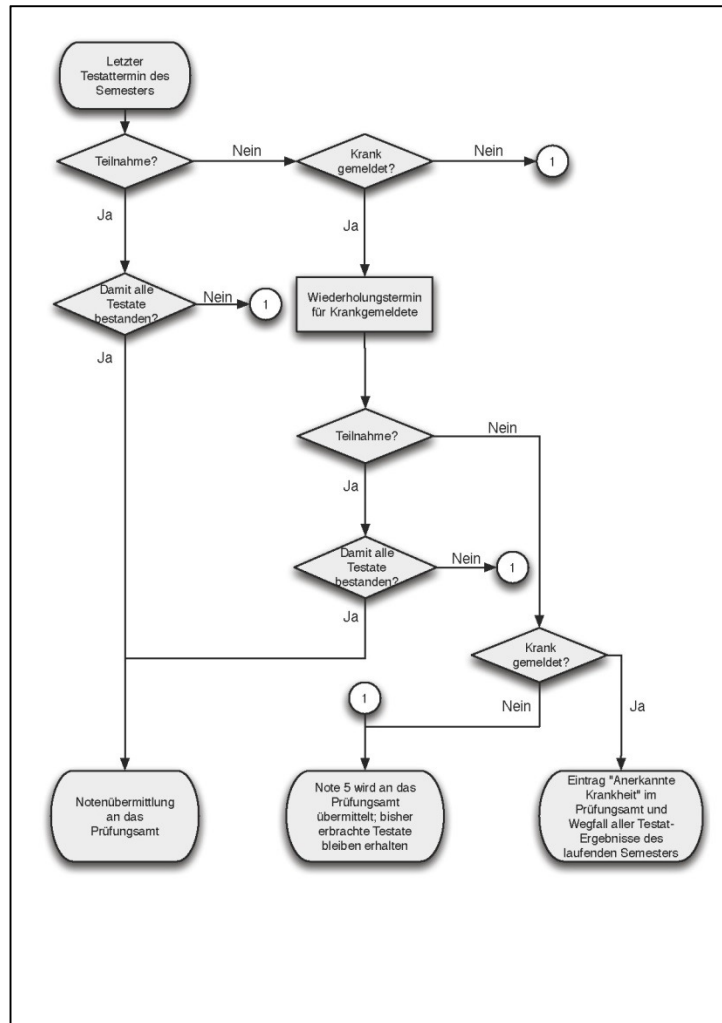 Letzter
Testattermin des
Semesters
Teilnahme?
Nein
Krank
gemeldet?
Nein
1
Ja
Ja
Damit alle
Testate
bestanden?
Nein
1
Wiederholungstermin
für Krankgemeldete
Ja
Teilnahme?
Nein
Ja
Damit alle
Testate
bestanden?
Nein
1
Ja
Krank
gemeldet?
1
Nein
Ja
Notenübermittlung
an das
Prüfungsamt
Note 5 wird an das
Prüfungsamt
übermittelt; bisher
erbrachte Testate
bleiben erhalten
Eintrag "Anerkannte
Krankheit" im
Prüfungsamt und
Wegfall aller Testat-
Ergebnisse des
laufenden Semesters